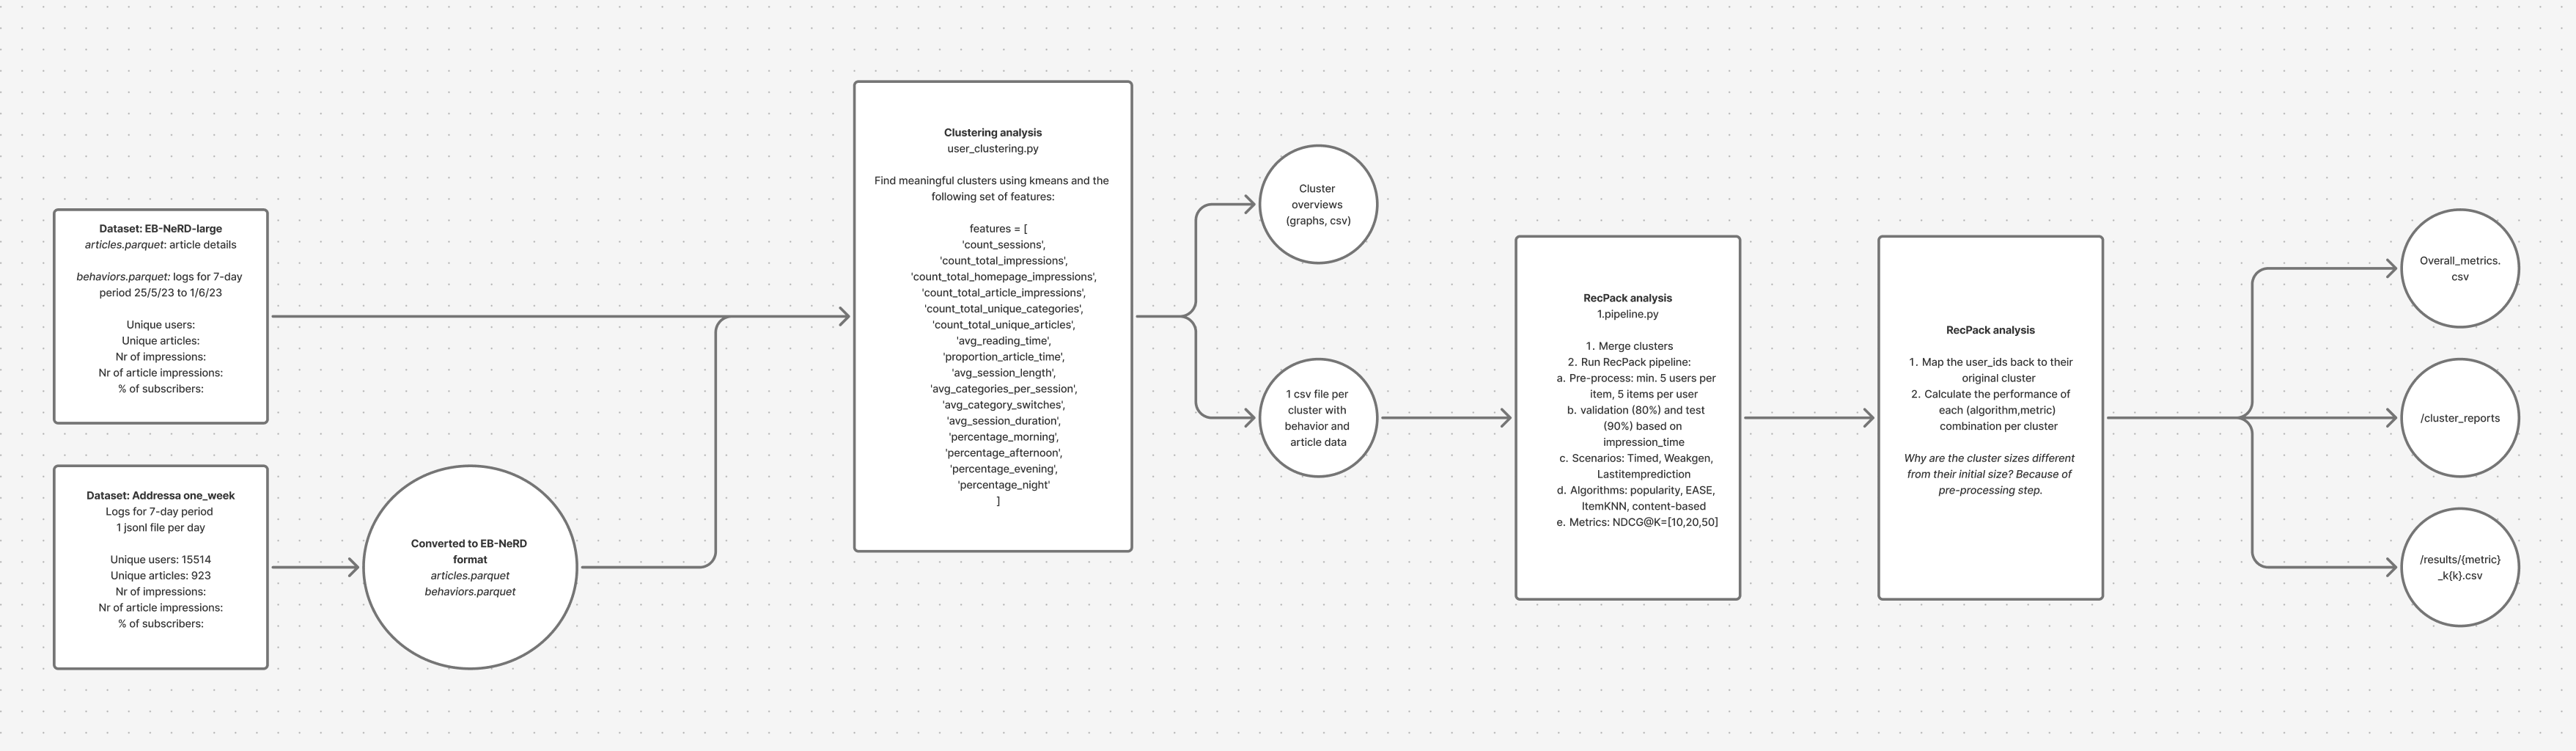 Dataset: EB-NeRD-large
articles.parquet: article details
behaviors.parquet: logs for 7-day
period 25/5/23 to 1/6/23
Unique users:
Unique articles:
Nr of impressions:
Nr of article impressions:
% of subscribers:
Dataset: Addressa one_week
Logs for 7-day period
1 jsonl file per day
Unique users: 15514
Unique articles: 923
Nr of impressions:
Nr of article impressions:
% of subscribers:
Converted to EB-NeRD
format
articles.parquet
behaviors.parquet
Clustering analysis
user_clustering.py
Find meaningful clusters using kmeans and the
following set of features:
features = [
'count_sessions',
'count_total_impressions',
'count_total_homepage_impressions',
'count_total_article_impressions',
'count_total_unique_categories',
'count_total_unique_articles',
'avg_reading_time',
'proportion_article_time',
'avg_session_length',
'avg_categories_per_session',
'avg_category_switches',
'avg_session_duration',
'percentage_morning',
'percentage_afternoon',
'percentage_evening',
'percentage_night'
]
Cluster
overviews
(graphs, csv)
1 csv file per
cluster with
behavior and
article data
RecPack analysis
1.pipeline.py
1. Merge clusters
2. Run RecPack pipeline:
a. Pre-process: min. 5 users per
item, 5 items per user
b. validation (80%) and test
(90%) based on
impression_time
c. Scenarios: Timed, Weakgen,
Lastitemprediction
d. Algorithms: popularity, EASE,
ItemKNN, content-based
e. Metrics: NDCG@K=[10,20,50]
RecPack analysis
1. Map the user_ids back to their
original cluster
2. Calculate the performance of
each (algorithm,metric)
combination per cluster
Why are the cluster sizes different
from their initial size? Because of
pre-processing step.
Overall_metrics.
csv
/cluster_reports
/results/{metric}
_k{k}.csv